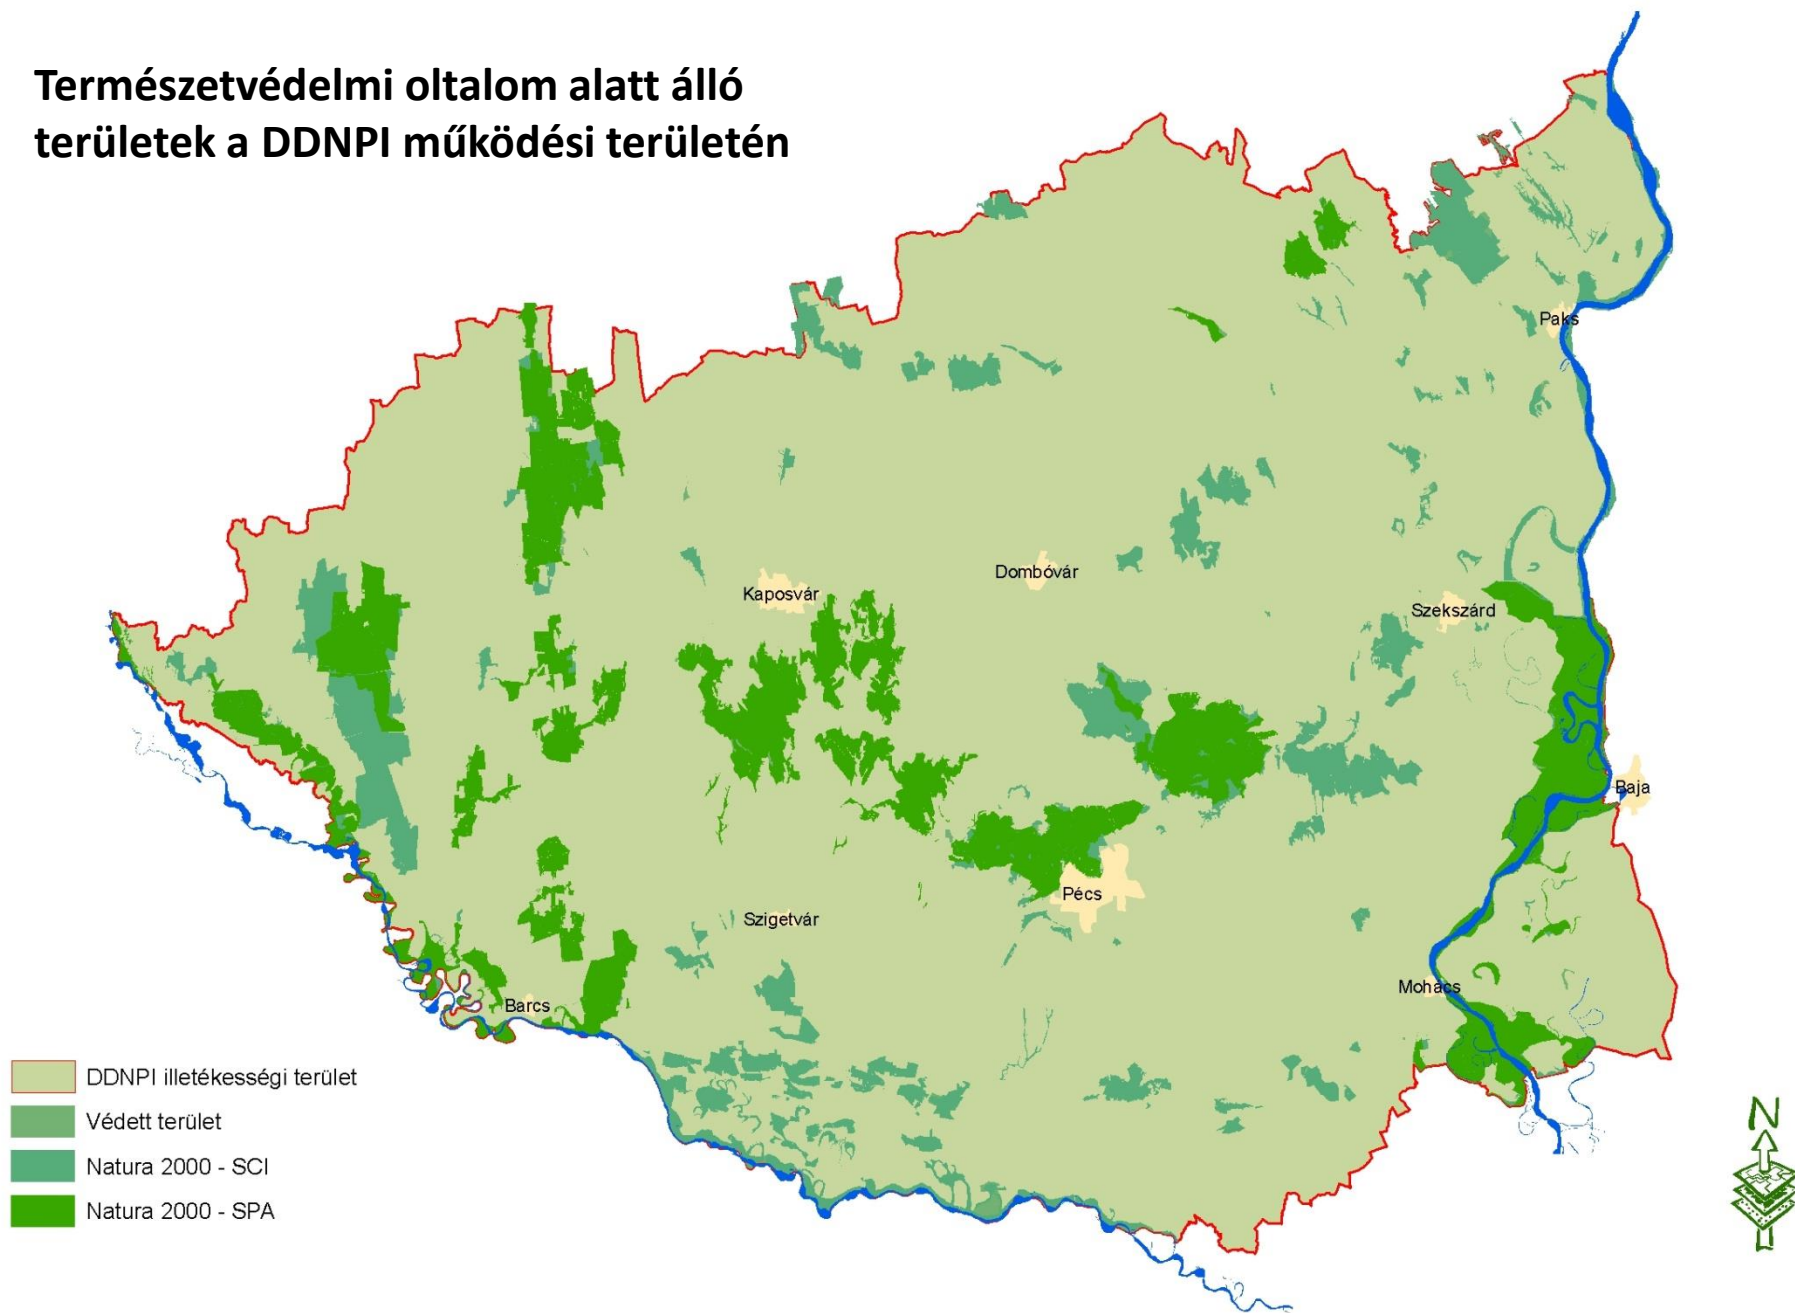 Természetvédelmi oltalom alatt álló
területek a DDNPI működési területén
Paks
Dombóvár
Kaposvár
Szekszárd
Baja
Pécs
Szigetvár
Mohács
Barcs
DDNPI illetékességi terület
Védett terület
Natura 2000 - SCI
Natura 2000 - SPA
N